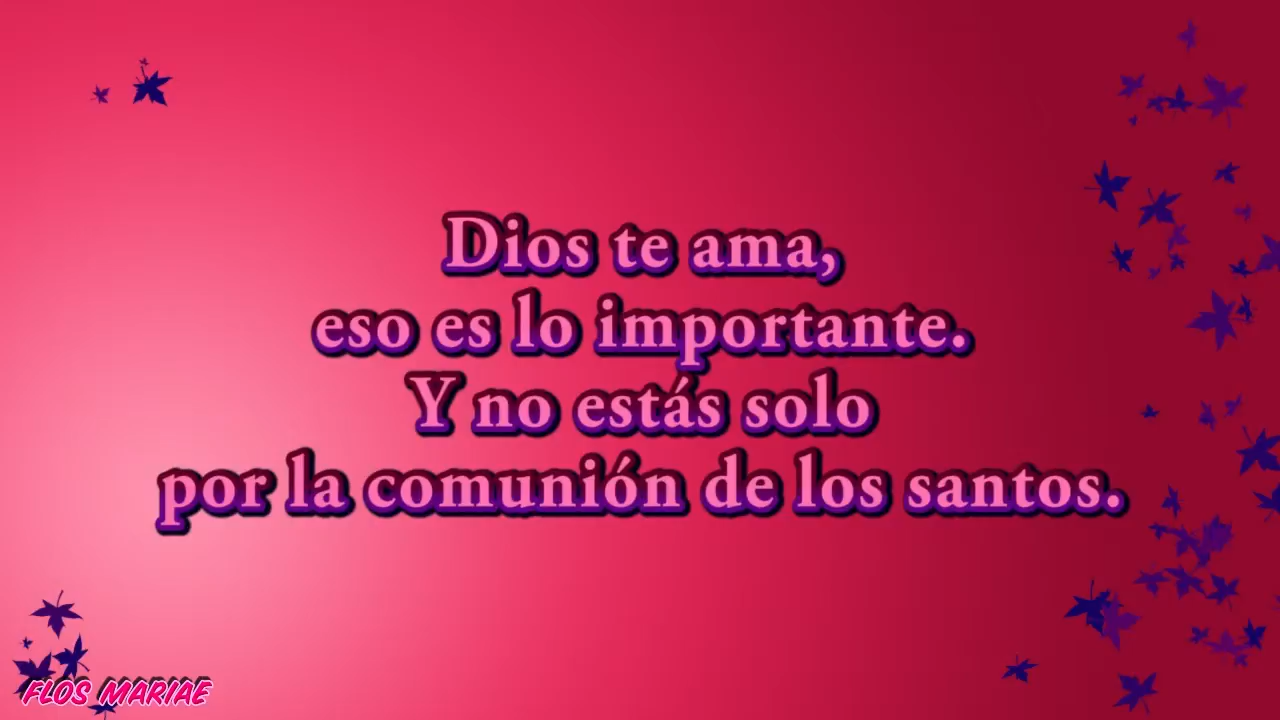 Dios te ama,
eso es lo importante.
Y no estás solo
por la comunión de los santos.
FLOS MARIAE